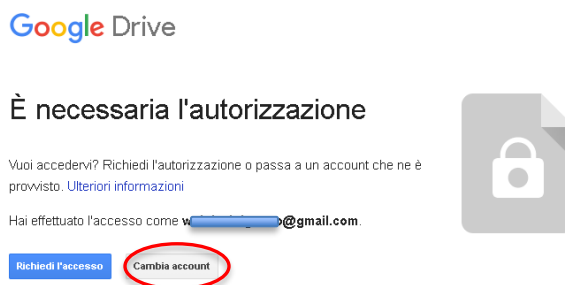 Google Drive
È necessaria l'autorizzazione
Vuoi accedervi? Richiedi l'autorizzazione o passa a un account che ne è
provvisto. Ulteriori informazioni
Hai effettuato l'accesso come @gmail.com.
Richiedi l'accesso
Cambia account